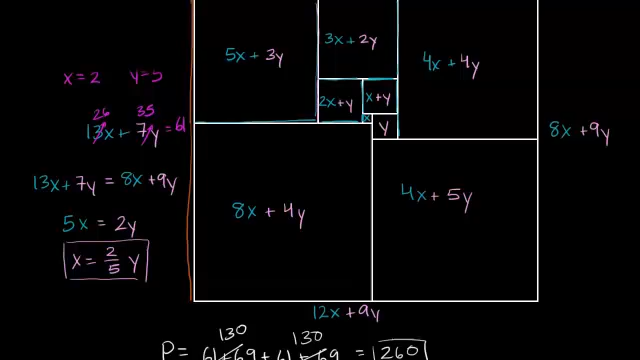 3x + 2y
5x + 3y
4x + 4y
x = 2 y = 5
2x + y
x + y
26 35
13x + 7y = 61
x
y
8x + 9y
13x + 7y = 8x + 9y
4x + 5y
8x + 4y
5x = 2y
x = 2/5 y
12x + 9y
130 130
P = 61 + 69 + 61 + 69 = 260